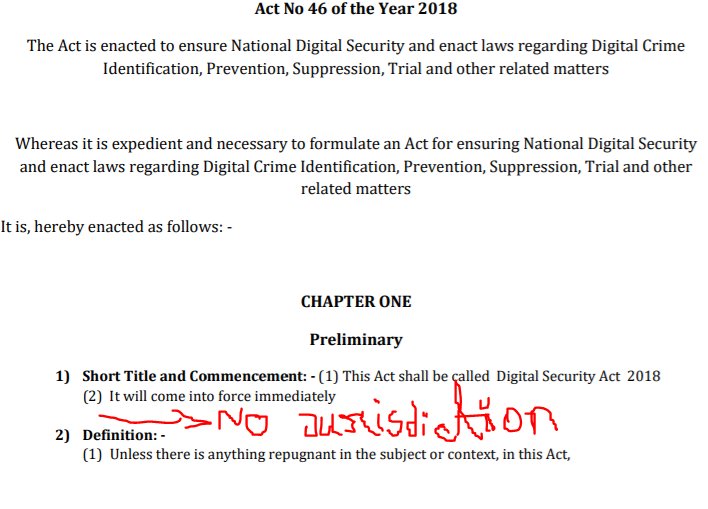 Act No 46 of the Year 2018
The Act is enacted to ensure National Digital Security and enact laws regarding Digital Crime
Identification, Prevention, Suppression, Trial and other related matters
Whereas it is expedient and necessary to formulate an Act for ensuring National Digital Security
and enact laws regarding Digital Crime Identification, Prevention, Suppression, Trial and other
related matters
It is, hereby enacted as follows: -
CHAPTER ONE
Preliminary
1) Short Title and Commencement: - (1) This Act shall be called Digital Security Act 2018
(2) It will come into force immediately
No Jurisdiction
2) Definition: -
(1) Unless there is anything repugnant in the subject or context, in this Act,